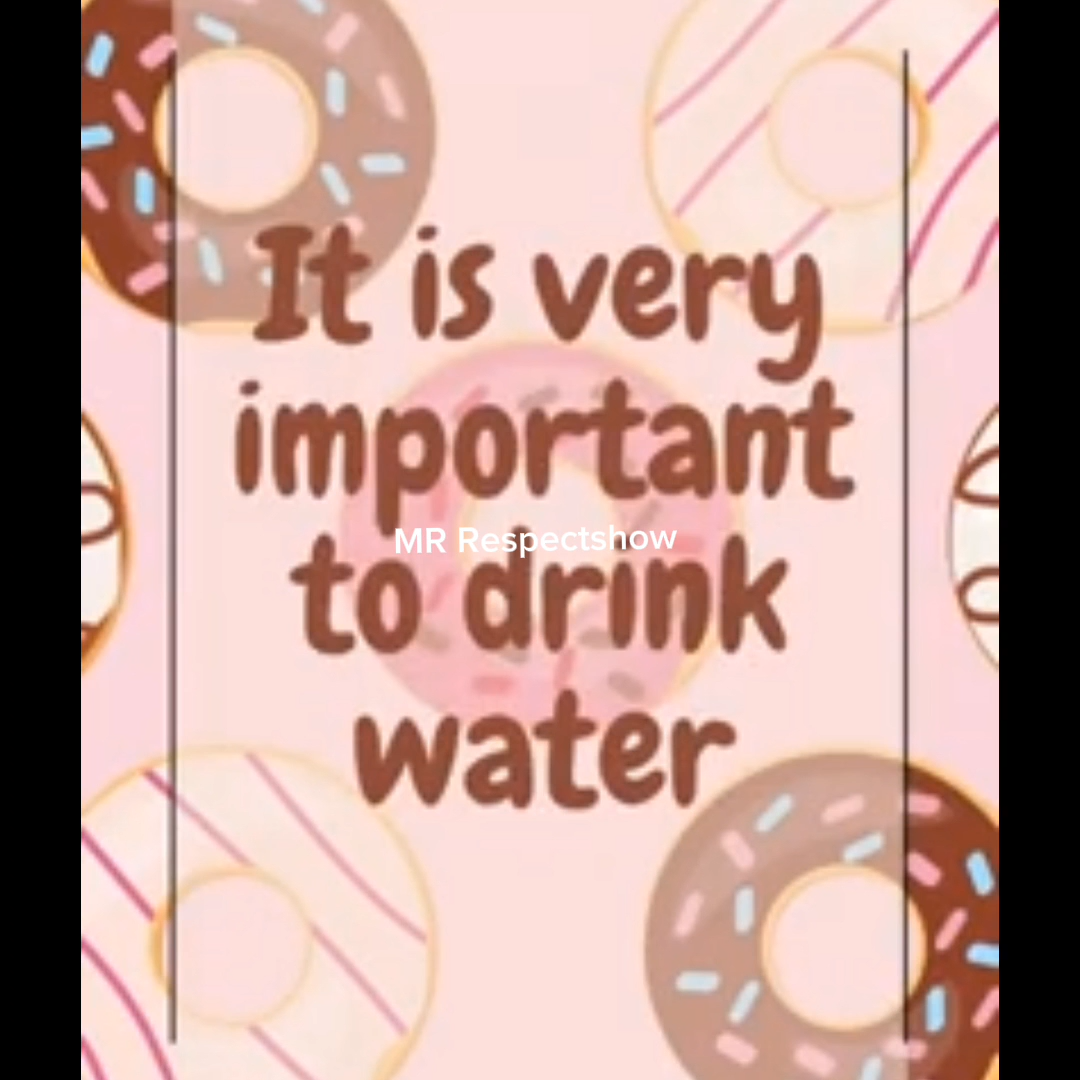 It is very
important
MR Respectshow
to drink
water